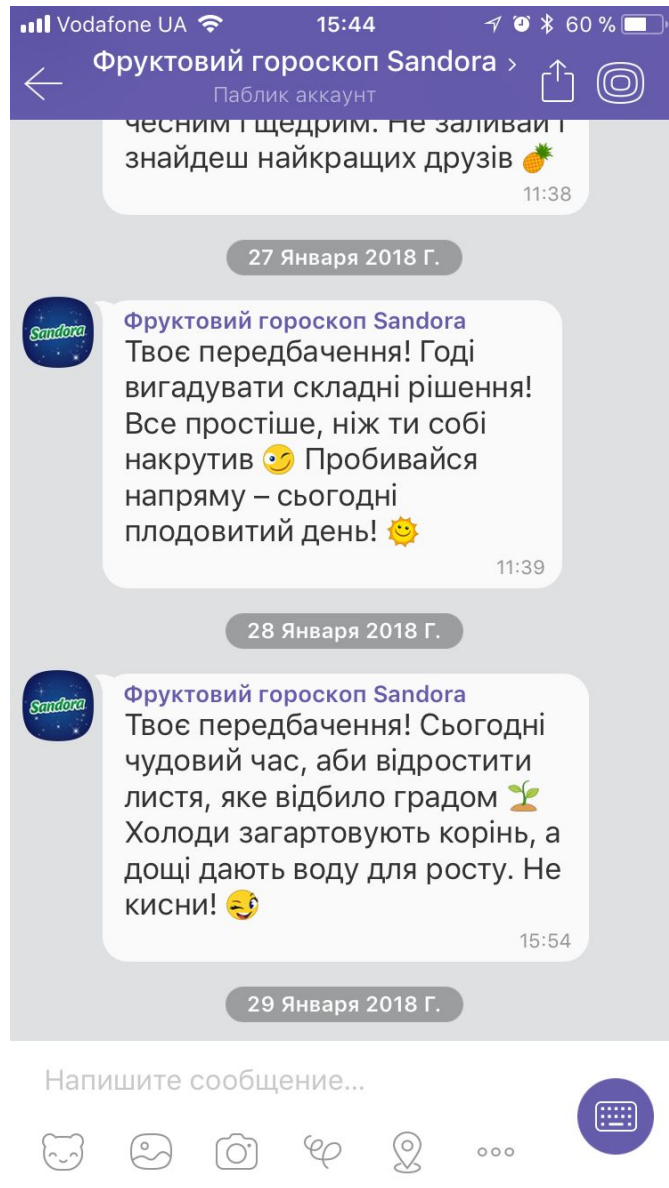 Vodafone UA 15:44 60 %
Фруктовий гороскоп Sandora >
Паблик аккаунт
чесним і щедрим. Не заливай і
знайдеш найкращих друзів 🍍
11:38
27 Января 2018 Г.
Sandora
Фруктовий гороскоп Sandora
Твоє передбачення! Годі
вигадувати складні рішення!
Все простіше, ніж ти собі
накрутив 😉 Пробивайся
напряму – сьогодні
плодовитий день! 🌞
11:39
28 Января 2018 Г.
Sandora
Фруктовий гороскоп Sandora
Твоє передбачення! Сьогодні
чудовий час, аби відростити
листя, яке відбило градом 🌱
Холоди загартовують корінь, а
дощі дають воду для росту. Не
кисни! 😉
15:54
29 Января 2018 Г.
Напишите сообщение...